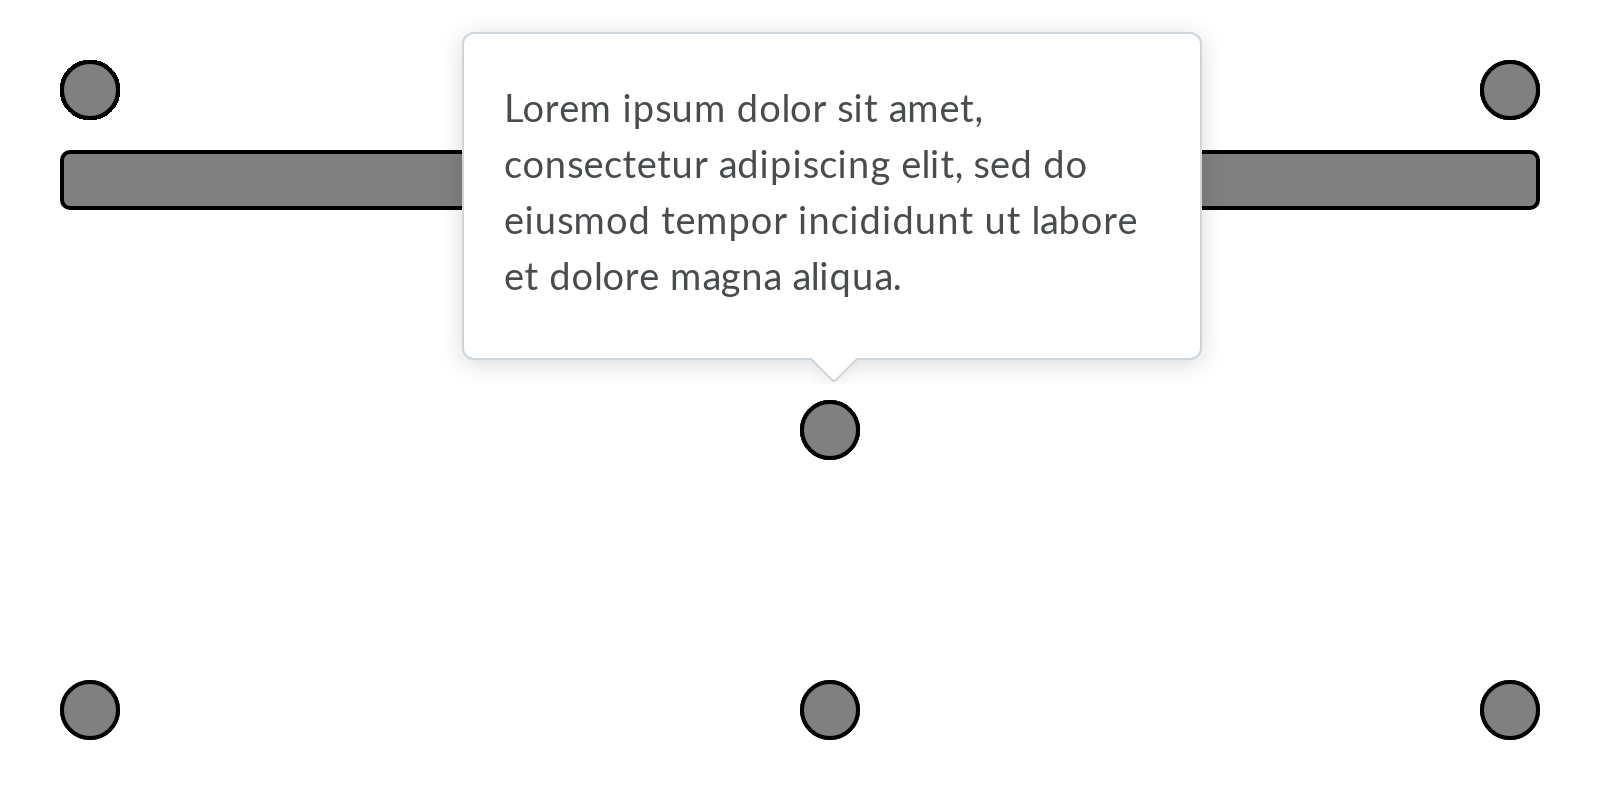 Lorem ipsum dolor sit amet,
consectetur adipiscing elit, sed do
eiusmod tempor incididunt ut labore
et dolore magna aliqua.